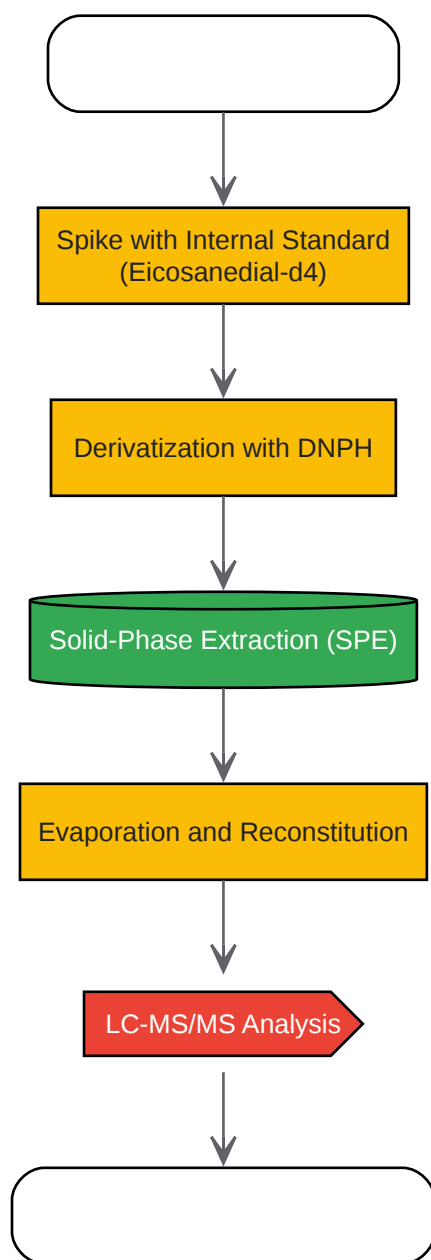 Spike with Internal Standard
(Eicosanedial-d4)
Derivatization with DNPH
Solid-Phase Extraction (SPE)
Evaporation and Reconstitution
LC-MS/MS Analysis